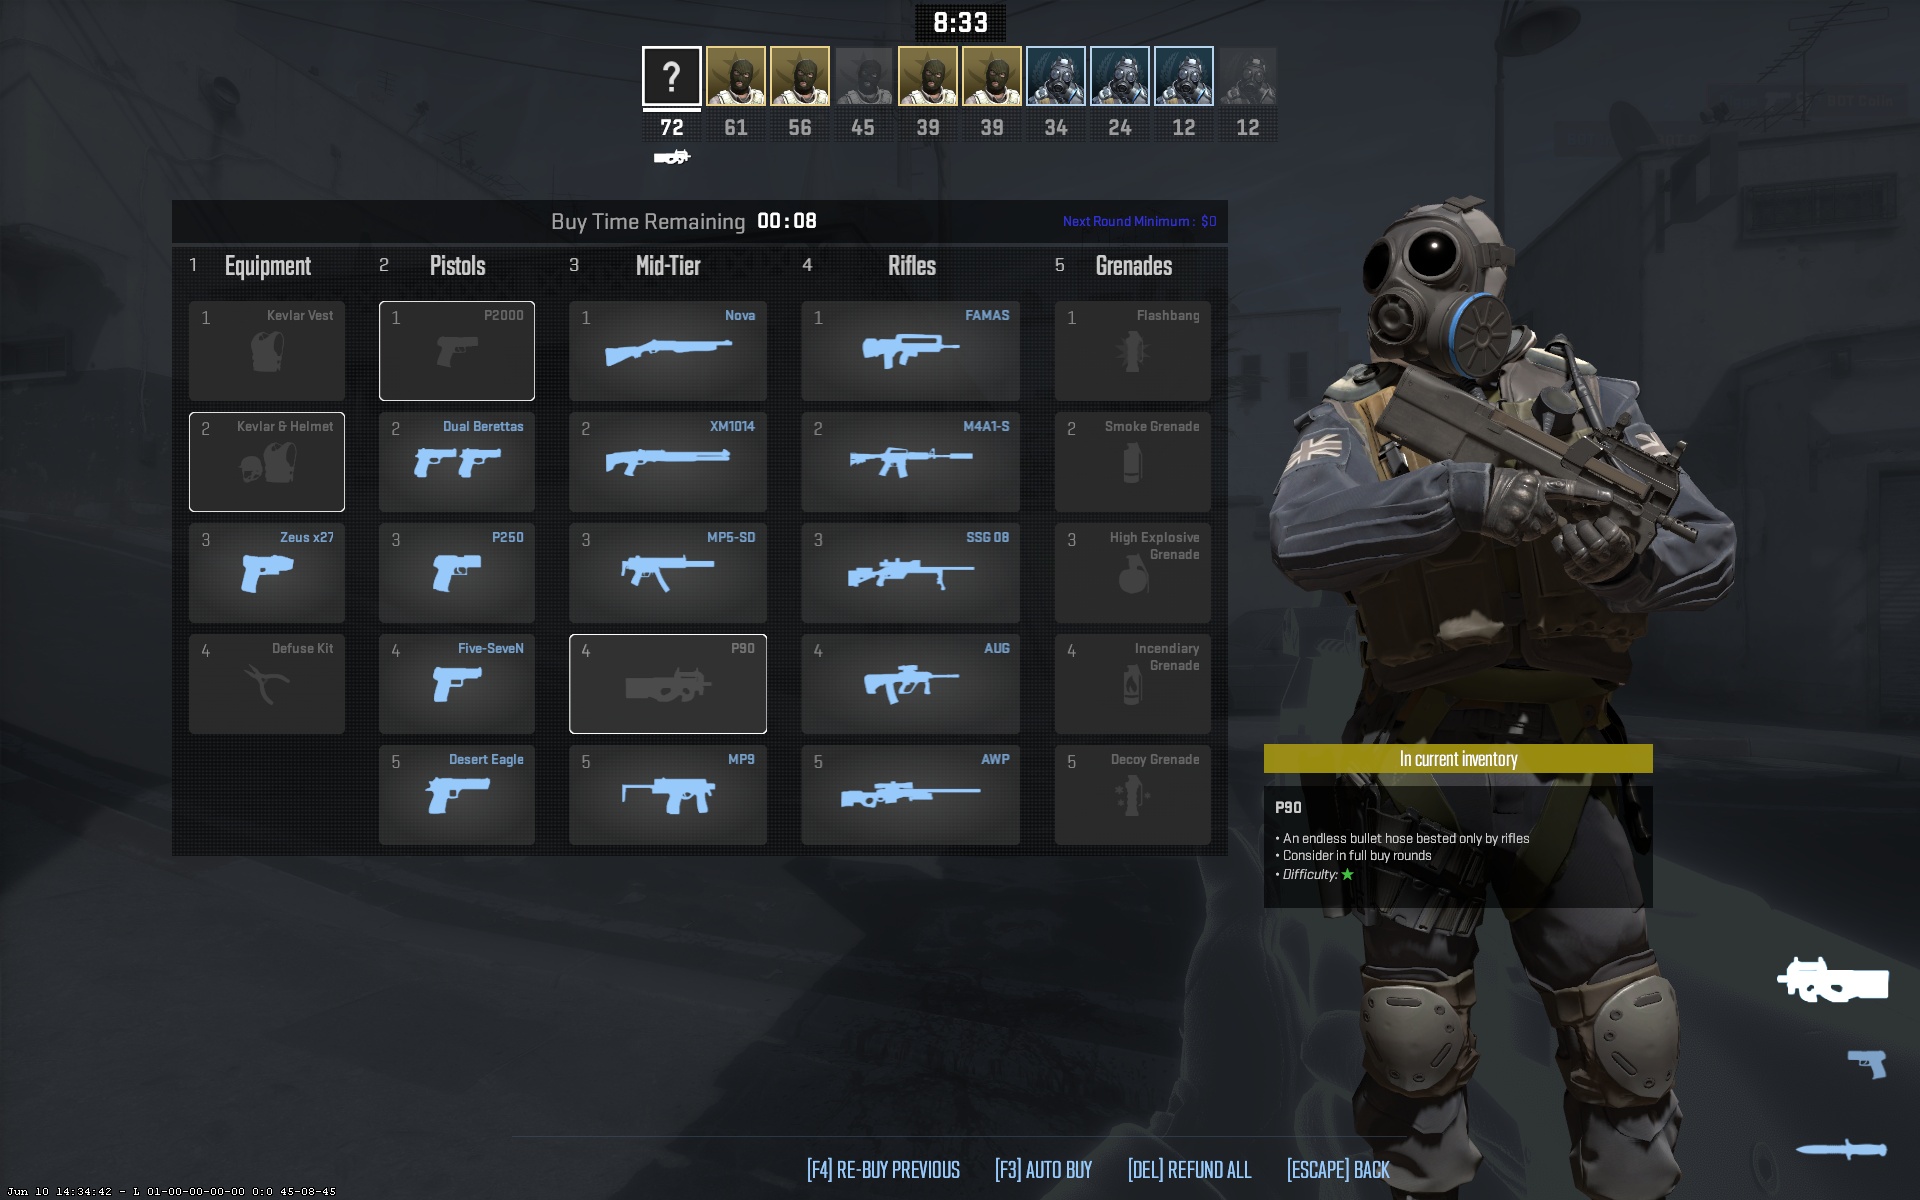 8:33
?
72 61 56 45 39 39 34 24 12 12
Buy Time Remaining 00:08
Next Round Minimum : $0
1 Equipment
2 Pistols
3 Mid-Tier
4 Rifles
5 Grenades
1 Kevlar Vest
1 P2000
1 Nova
1 FAMAS
1 Flashbang
2 Kevlar & Helmet
2 Dual Berettas
2 XM1014
2 M4A1-S
2 Smoke Grenade
3 Zeus x27
3 P250
3 MP5-SD
3 SSG 08
3 High Explosive
Grenade
4 Defuse Kit
4 Five-SeveN
4 P90
4 AUG
4 Incendiary
Grenade
5 Desert Eagle
5 MP9
5 AWP
5 Decoy Grenade
In current inventory
P90
• An endless bullet hose bested only by rifles
• Consider in full buy rounds
• Difficulty: ★
[F4] RE-BUY PREVIOUS
[F3] AUTO BUY
[DEL] REFUND ALL
[ESCAPE] BACK
Jun 10 14:34:42 - L 01-00-00-00-00 0:0 45-08-45